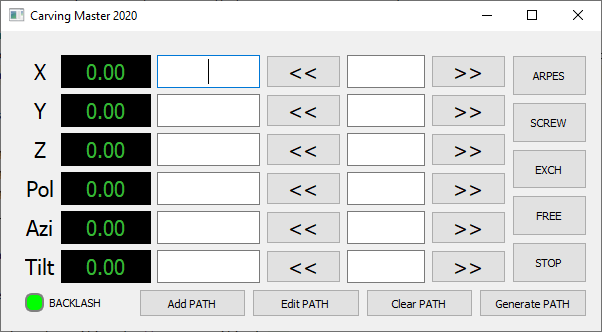 Carving Master 2020
X 0.00 << >> ARPES
Y 0.00 << >> SCREW
Z 0.00 << >> EXCH
Pol 0.00 << >> FREE
Azi 0.00 << >> STOP
Tilt 0.00 << >>
BACKLASH Add PATH Edit PATH Clear PATH Generate PATH